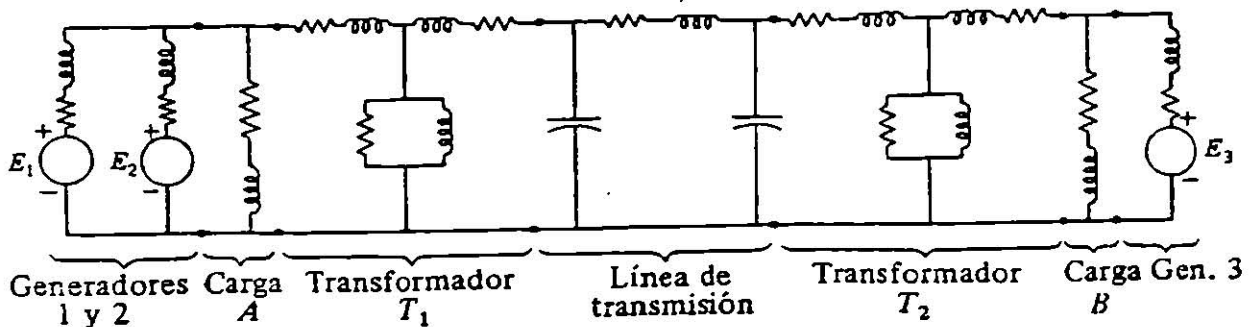 + + +
E₁ E₂ E₃
− − −
Generadores Carga Transformador Línea de Transformador Carga Gen. 3
1 y 2 A T₁ transmisión T₂ B